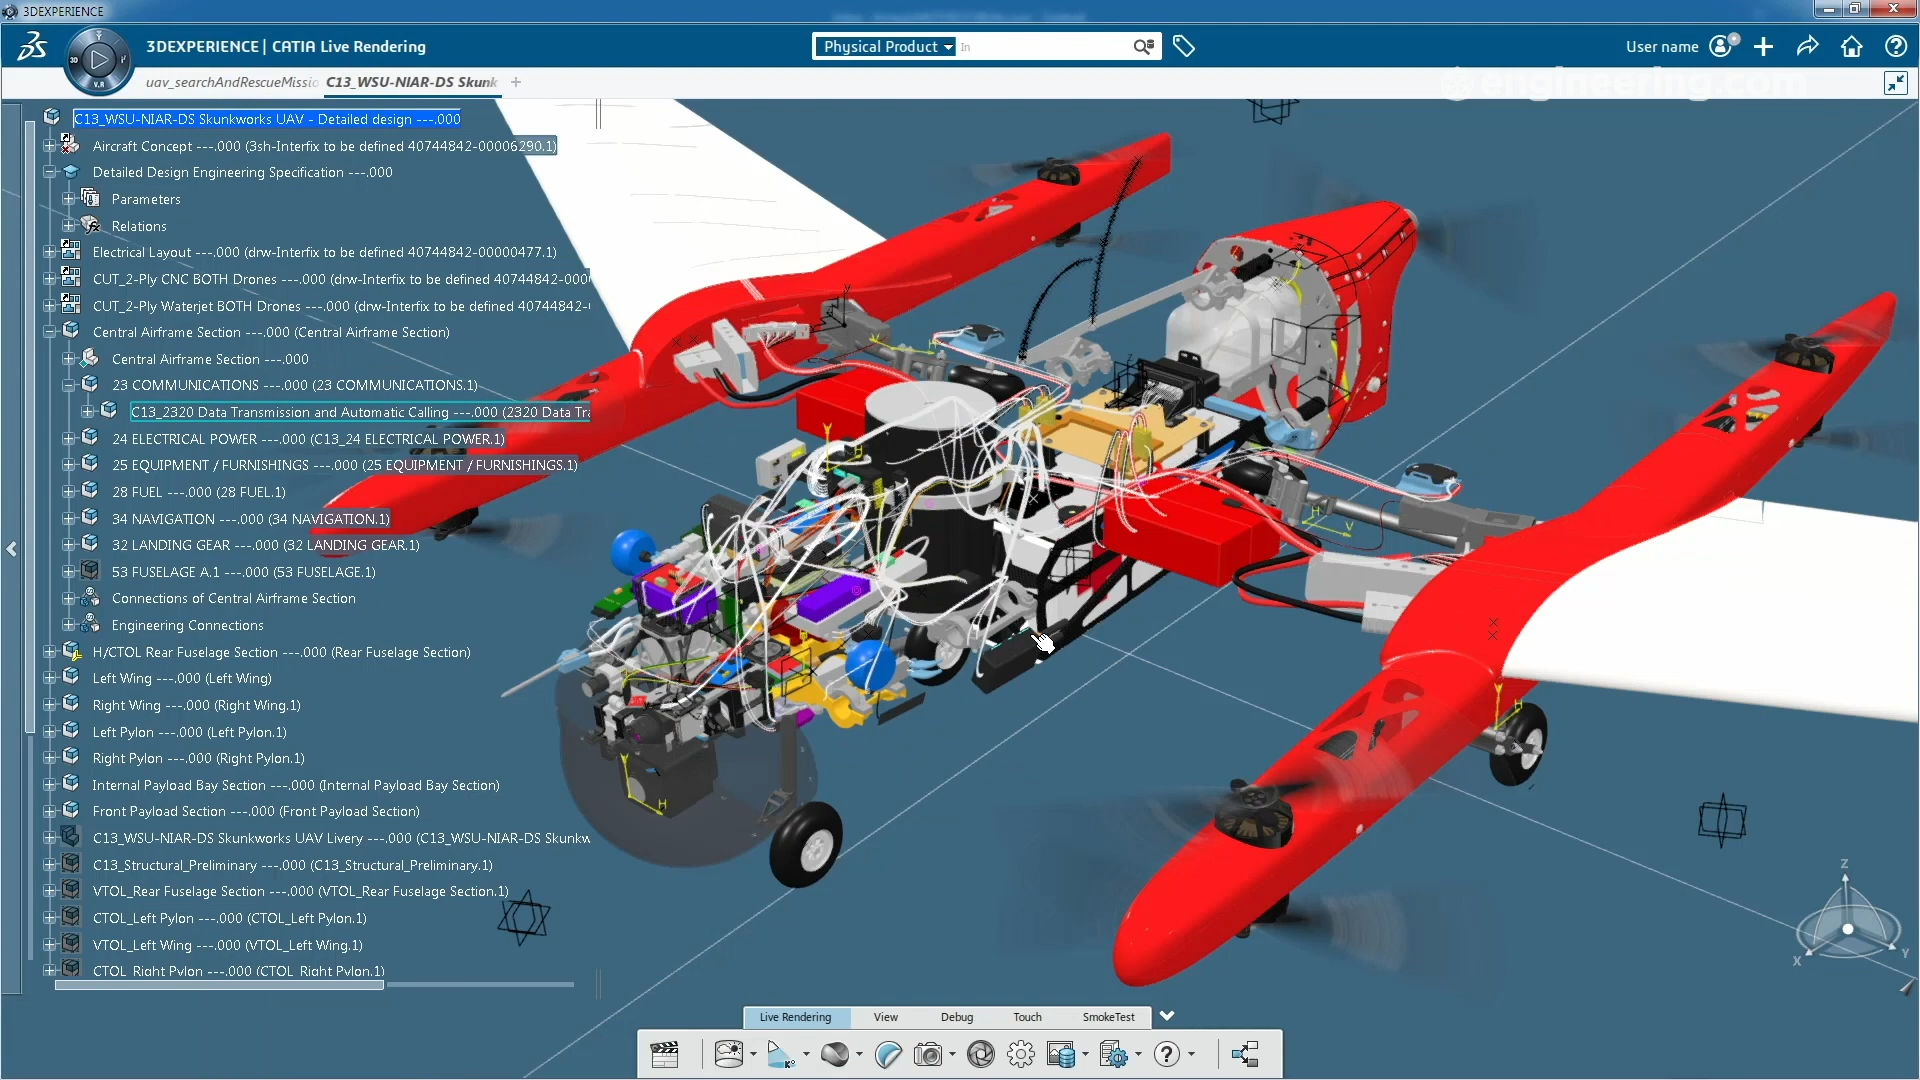 3DEXPERIENCE
3DEXPERIENCE | CATIA Live Rendering
Physical Product
In
User name
3D
i²
V.R
uav_searchAndRescueMissio
C13_WSU-NIAR-DS Skunk
+
engineering.com
C13_WSU-NIAR-DS Skunkworks UAV - Detailed design ---.000
Aircraft Concept ---.000 (3sh-Interfix to be defined 40744842-00006290.1)
Detailed Design Engineering Specification ---.000
Parameters
Relations
Electrical Layout ---.000 (drw-Interfix to be defined 40744842-00000477.1)
CUT_2-Ply CNC BOTH Drones ---.000 (drw-Interfix to be defined 40744842-000
CUT_2-Ply Waterjet BOTH Drones ---.000 (drw-Interfix to be defined 40744842-
Central Airframe Section ---.000 (Central Airframe Section)
Central Airframe Section ---.000
23 COMMUNICATIONS ---.000 (23 COMMUNICATIONS.1)
C13_2320 Data Transmission and Automatic Calling ---.000 (2320 Data Tra
24 ELECTRICAL POWER ---.000 (C13_24 ELECTRICAL POWER.1)
25 EQUIPMENT / FURNISHINGS ---.000 (25 EQUIPMENT / FURNISHINGS.1)
28 FUEL ---.000 (28 FUEL.1)
34 NAVIGATION ---.000 (34 NAVIGATION.1)
32 LANDING GEAR ---.000 (32 LANDING GEAR.1)
53 FUSELAGE A.1 ---.000 (53 FUSELAGE.1)
Connections of Central Airframe Section
Engineering Connections
H/CTOL Rear Fuselage Section ---.000 (Rear Fuselage Section)
Left Wing ---.000 (Left Wing)
Right Wing ---.000 (Right Wing.1)
Left Pylon ---.000 (Left Pylon.1)
Right Pylon ---.000 (Right Pylon.1)
Internal Payload Bay Section ---.000 (Internal Payload Bay Section)
Front Payload Section ---.000 (Front Payload Section)
C13_WSU-NIAR-DS Skunkworks UAV Livery ---.000 (C13_WSU-NIAR-DS Skunkw
C13_Structural_Preliminary ---.000 (C13_Structural_Preliminary.1)
VTOL_Rear Fuselage Section ---.000 (VTOL_Rear Fuselage Section.1)
CTOL_Left Pylon ---.000 (CTOL_Left Pylon.1)
VTOL_Left Wing ---.000 (VTOL_Left Wing.1)
CTOL_Right Pylon ---.000 (CTOL_Right Pylon.1)
Z
X
Y
Live Rendering
View
Debug
Touch
SmokeTest